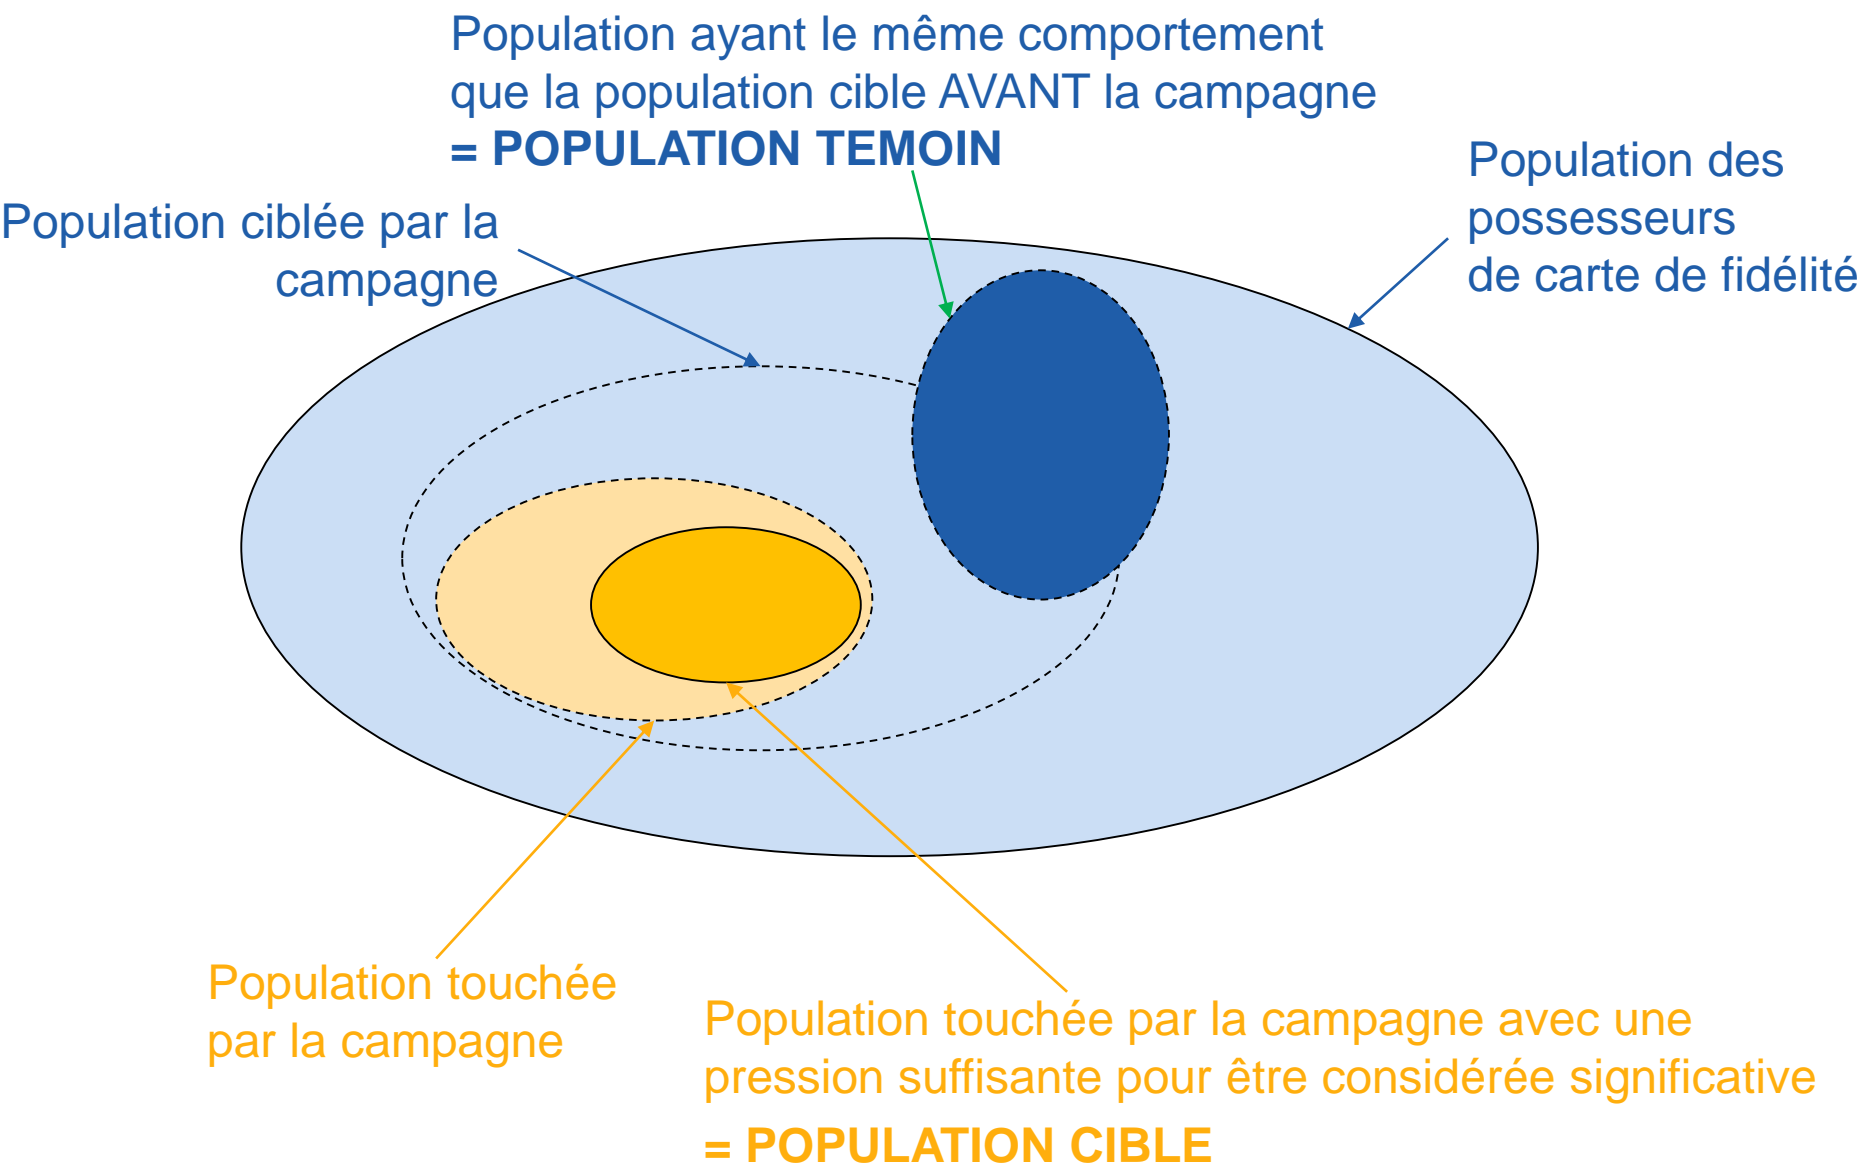 Population ayant le même comportement
que la population cible AVANT la campagne
= POPULATION TEMOIN
Population des
possesseurs
de carte de fidélité
Population ciblée par la
campagne
Population touchée
par la campagne
Population touchée par la campagne avec une
pression suffisante pour être considérée significative
= POPULATION CIBLE